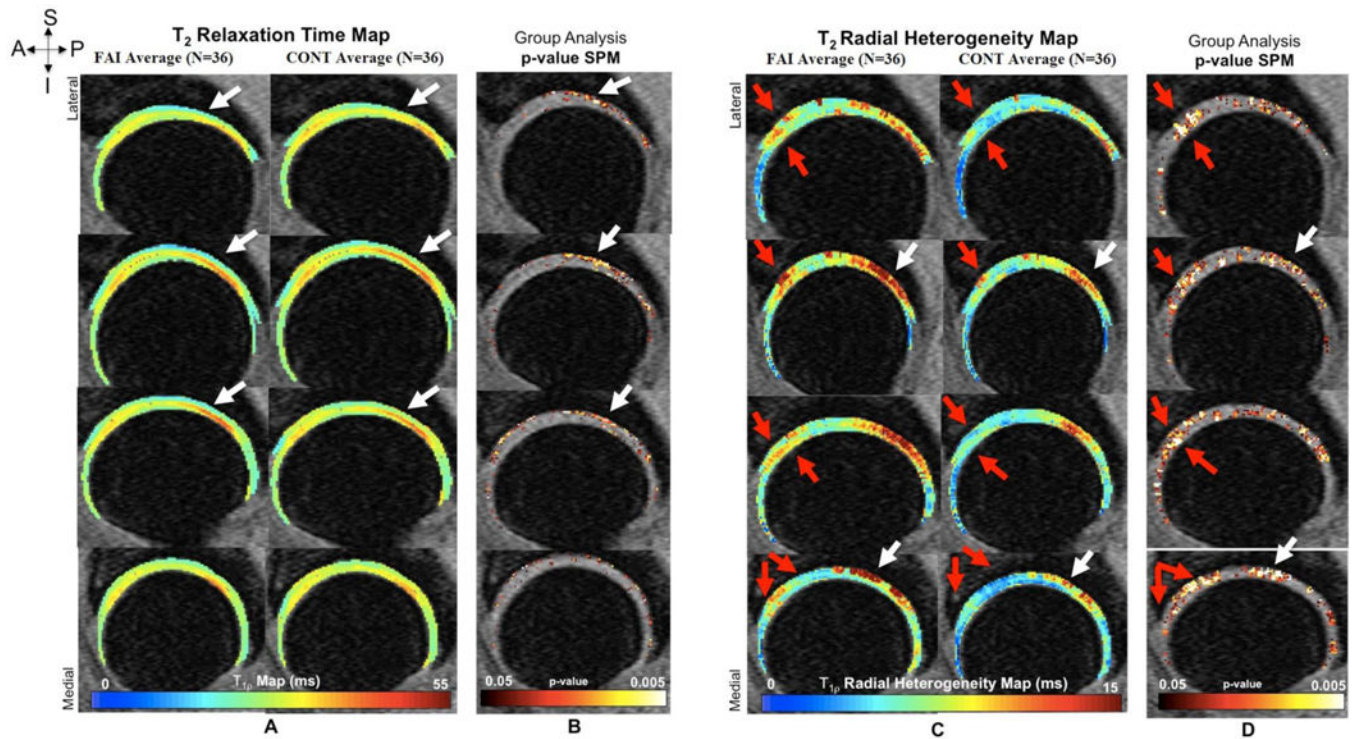 S
A P
I
T₂ Relaxation Time Map
FAI Average (N=36) CONT Average (N=36)
Group Analysis
p-value SPM
T₂ Radial Heterogeneity Map
FAI Average (N=36) CONT Average (N=36)
Group Analysis
p-value SPM
Lateral
Medial
0 T₁ρ Map (ms) 55
0.05 p-value 0.005
Lateral
Medial
0 T₁ρ Radial Heterogeneity Map (ms) 15
0.05 p-value 0.005
A
B
C
D